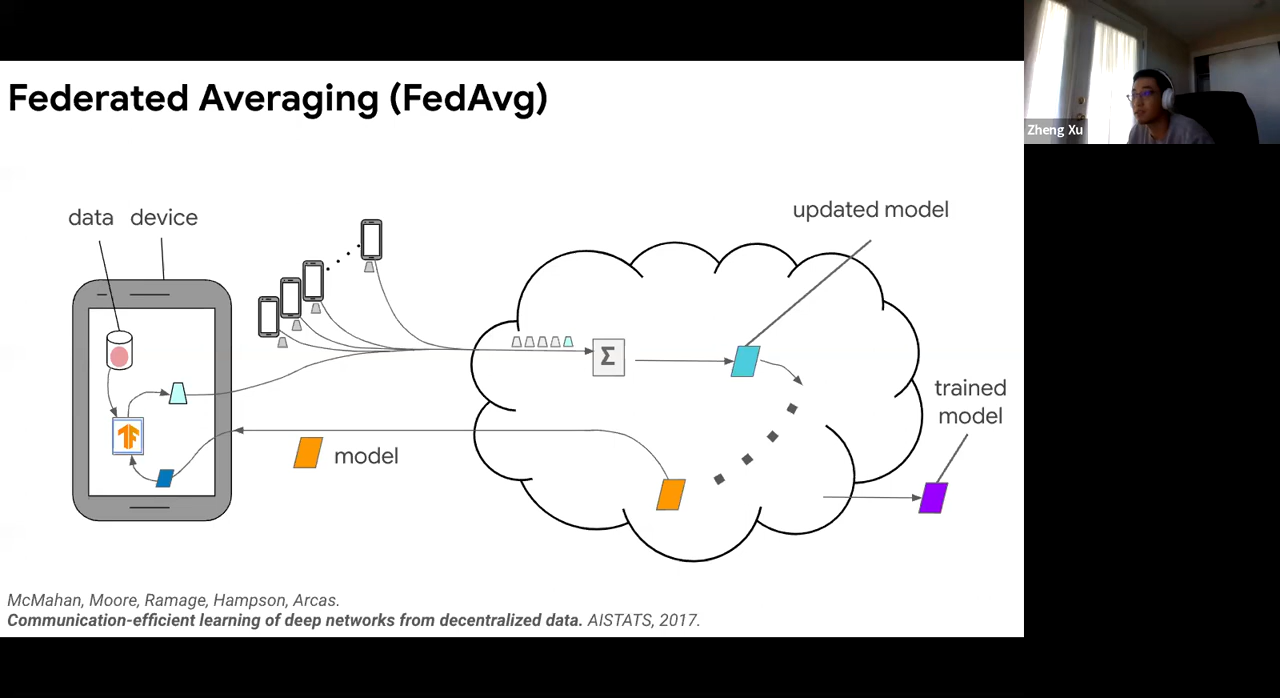 Federated Averaging (FedAvg)
Zheng Xu
data device
updated model
Σ
trained
model
TF
model
McMahan, Moore, Ramage, Hampson, Arcas.
Communication-efficient learning of deep networks from decentralized data. AISTATS, 2017.